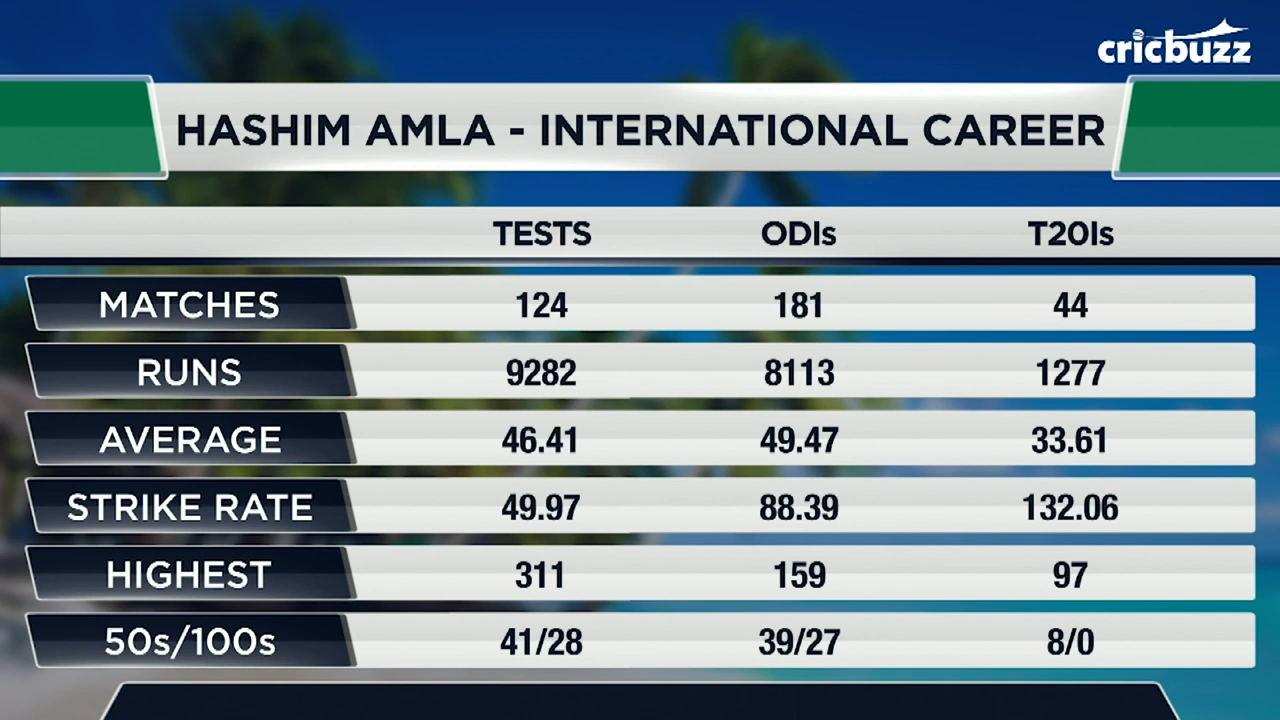 cricbuzz
HASHIM AMLA - INTERNATIONAL CAREER
TESTS ODIs T20Is
MATCHES 124 181 44
RUNS 9282 8113 1277
AVERAGE 46.41 49.47 33.61
STRIKE RATE 49.97 88.39 132.06
HIGHEST 311 159 97
50s/100s 41/28 39/27 8/0